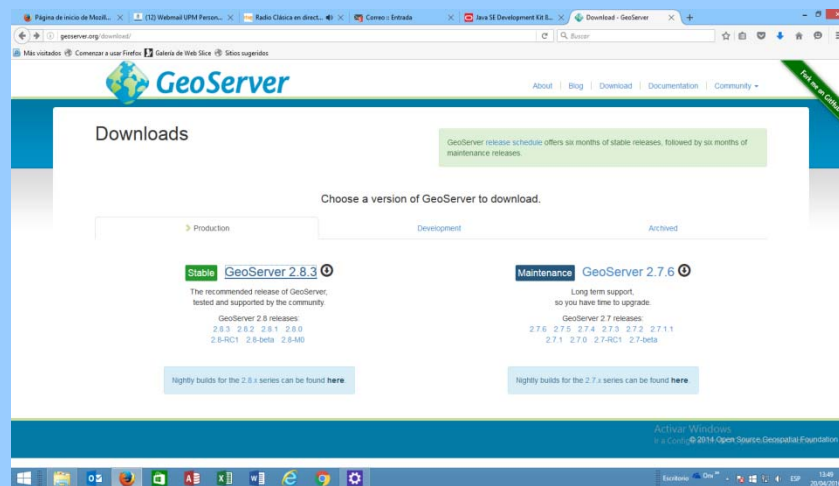 Página de inicio de Mozill...
(12) Webmail UPM Person...
Radio Clásica en direct...
Correo :: Entrada
Java SE Development Kit 8...
Download - GeoServer
geoserver.org/download/
Buscar
Más visitados
Comenzar a usar Firefox
Galería de Web Slice
Sitios sugeridos
GeoServer
About
Blog
Download
Documentation
Community
Fork me on GitHub
Downloads
GeoServer release schedule offers six months of stable releases, followed by six months of
maintenance releases.
Choose a version of GeoServer to download.
Production
Development
Archived
Stable GeoServer 2.8.3
The recommended release of GeoServer,
tested and supported by the community.
GeoServer 2.8 releases:
2.8.3 2.8.2 2.8.1 2.8.0
2.8-RC1 2.8-beta 2.8-M0
Nightly builds for the 2.8.x series can be found here.
Maintenance GeoServer 2.7.6
Long term support,
so you have time to upgrade.
GeoServer 2.7 releases:
2.7.6 2.7.5 2.7.4 2.7.3 2.7.2 2.7.1.1
2.7.1 2.7.0 2.7-RC1 2.7-beta
Nightly builds for the 2.7.x series can be found here.
Activar Windows
© 2014 Open Source Geospatial Foundation
Escritorio
ESP
13:49